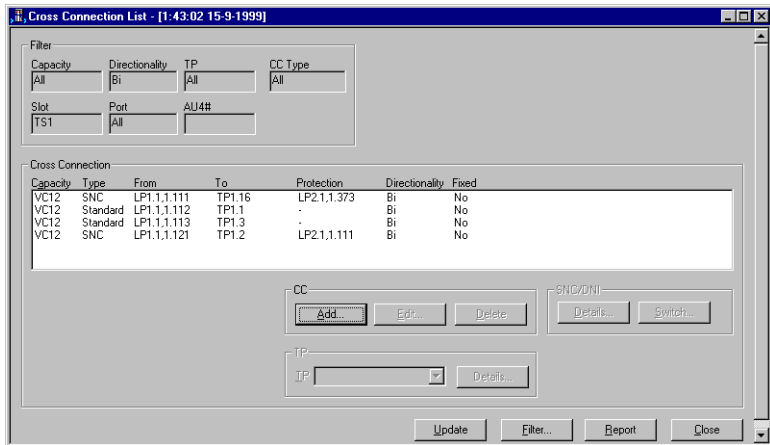 Cross Connection List - [1:43:02 15-9-1999]
Filter
Capacity Directionality TP CC Type
All Bi All All
Slot Port AU4#
TS1 All
Cross Connection
Capacity Type From To Protection Directionality Fixed
VC12 SNC LP1.1,1.111 TP1.16 LP2.1,1.373 Bi No
VC12 Standard LP1.1,1.112 TP1.1 - Bi No
VC12 Standard LP1.1,1.113 TP1.3 - Bi No
VC12 SNC LP1.1,1.121 TP1.2 LP2.1,1.111 Bi No
CC SNC/DNI
Add... Edit... Delete Details... Switch...
TP
TP Details...
Update Filter... Report Close